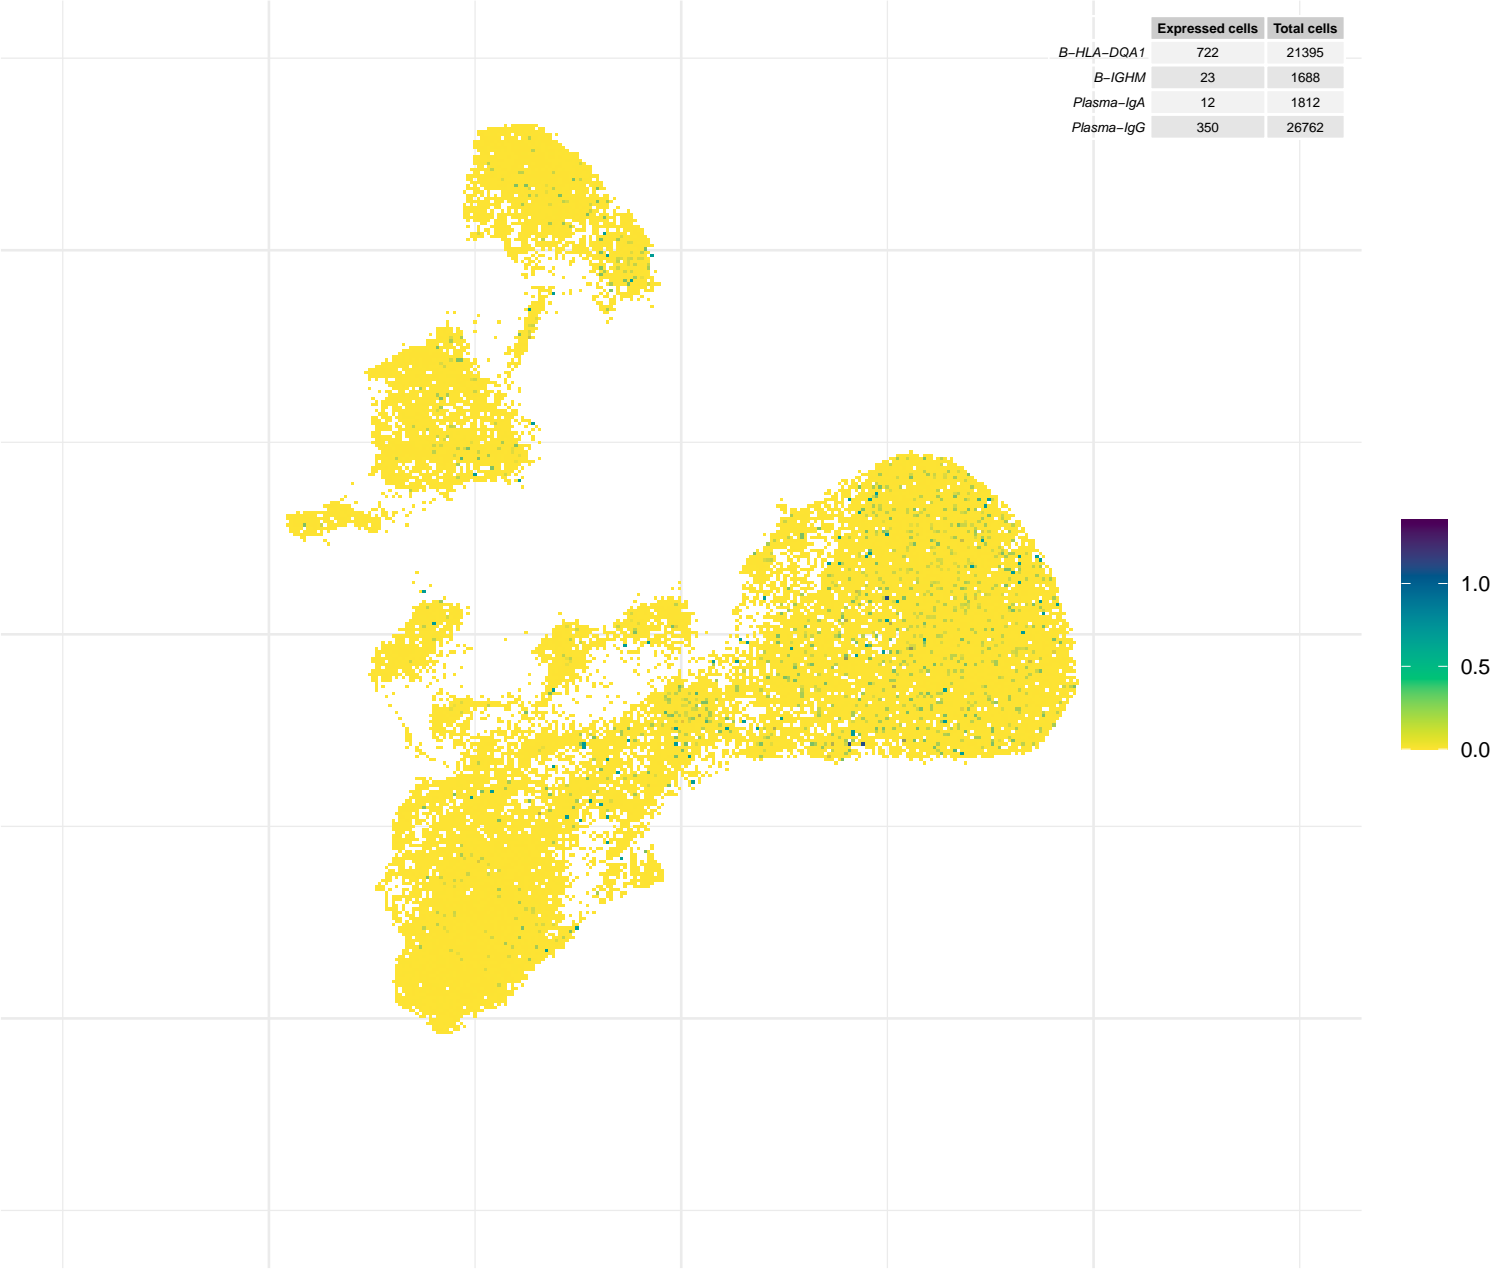 Expressed cells Total cells
B−HLA−DQA1 722 21395
B−IGHM 23 1688
Plasma−IgA 12 1812
Plasma−IgG 350 26762
1.0
0.5
0.0